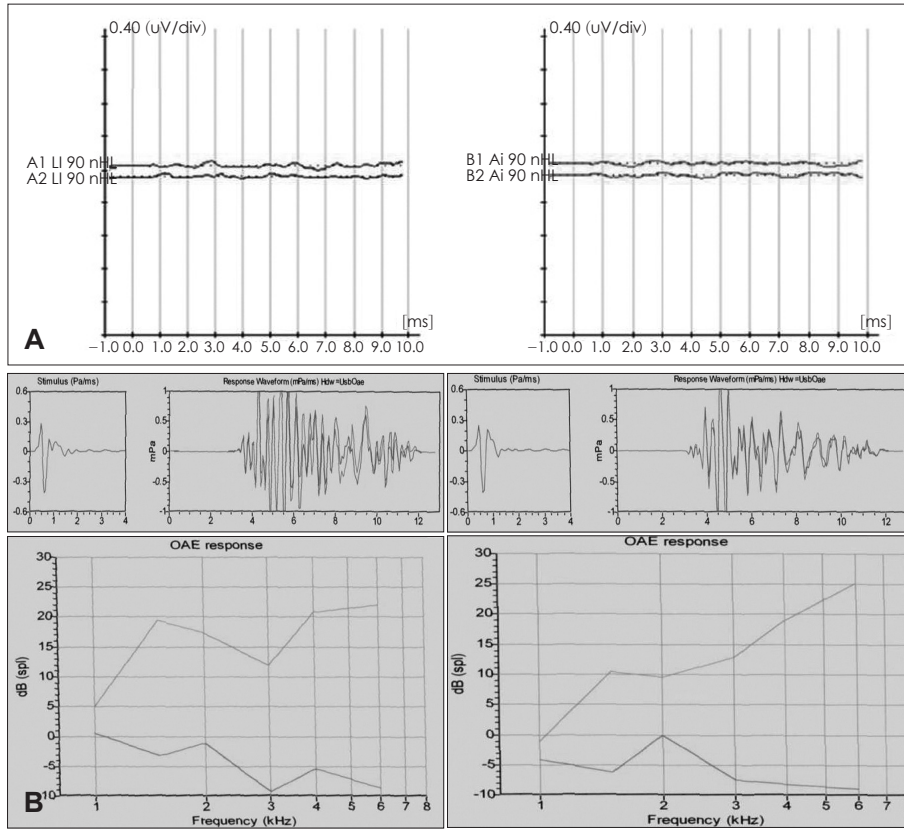 0.40 (uV/div)
A1 LI 90 nHL
A2 LI 90 nHL
[ms]
−1.0 0.0 1.0 2.0 3.0 4.0 5.0 6.0 7.0 8.0 9.0 10.0
A
0.40 (uV/div)
B1 Ai 90 nHL
B2 Ai 90 nHL
[ms]
−1.0 0.0 1.0 2.0 3.0 4.0 5.0 6.0 7.0 8.0 9.0 10.0
Stimulus (Pa/ms)
0.6
0.3
0
-0.3
-0.6
0 1 2 3 4
Response Waveform (mPa/ms) Hdw=UsbOae
mPa
1
0.5
0
-0.5
-1
0 2 4 6 8 10 12
Stimulus (Pa/ms)
0.6
0.3
0
-0.3
-0.6
0 1 2 3 4
Response Waveform (mPa/ms) Hdw=UsbOae
mPa
1
0.5
0
-0.5
-1
0 2 4 6 8 10 12
OAE response
dB (spl)
30
25
20
15
10
5
0
-5
-10
1 2 3 4 5 6 7 8
Frequency (kHz)
B
OAE response
dB (spl)
30
25
20
15
10
5
0
-5
-10
1 2 3 4 5 6 7
Frequency (kHz)